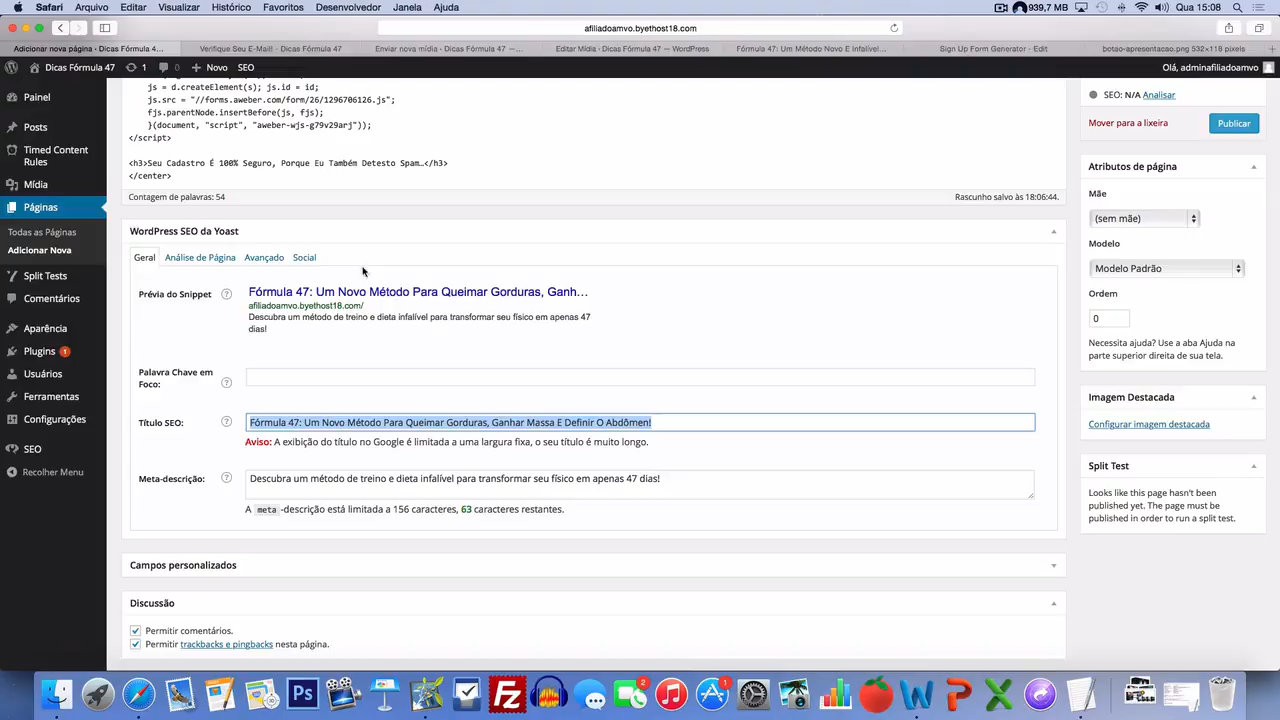 Safari Arquivo Editar Visualizar Histórico Favoritos Desenvolvedor Janela Ajuda 939,7 MB Qua 15:08
afiliadoamvo.byethost18.com
Adicionar nova página ‹ Dicas Fórmula 4... Verifique Seu E-Mail! - Dicas Fórmula 47 Enviar nova mídia ‹ Dicas Fórmula 47 —... Editar Mídia ‹ Dicas Fórmula 47 — WordPress Fórmula 47: Um Método Novo E Infalível... Sign Up Form Generator - Edit botao-apresentacao.png 532×118 pixels
Dicas Fórmula 47 1 0 Novo SEO Olá, adminafiliadoamvo
Painel
Posts
Timed Content
Rules
Mídia
Páginas
Todas as Páginas
Adicionar Nova
Split Tests
Comentários
Aparência
Plugins 1
Usuários
Ferramentas
Configurações
SEO
Recolher Menu
js = d.createElement(s); js.id = id;
js.src = "//forms.aweber.com/form/26/1296706126.js";
fjs.parentNode.insertBefore(js, fjs);
}(document, "script", "aweber-wjs-g79v29arj"));
</script>
<h3>Seu Cadastro É 100% Seguro, Porque Eu Também Detesto Spam…</h3>
</center>
Contagem de palavras: 54 Rascunho salvo às 18:06:44.
WordPress SEO da Yoast
Geral Análise de Página Avançado Social
Prévia do Snippet ?
Fórmula 47: Um Novo Método Para Queimar Gorduras, Ganh...
afiliadoamvo.byethost18.com/
Descubra um método de treino e dieta infalível para transformar seu físico em apenas 47
dias!
Palavra Chave em
Foco: ?
Título SEO: ? Fórmula 47: Um Novo Método Para Queimar Gorduras, Ganhar Massa E Definir O Abdômen!
Aviso: A exibição do título no Google é limitada a uma largura fixa, o seu título é muito longo.
Meta-descrição: ? Descubra um método de treino e dieta infalível para transformar seu físico em apenas 47 dias!
A meta -descrição está limitada a 156 caracteres, 63 caracteres restantes.
Campos personalizados
Discussão
Permitir comentários.
Permitir trackbacks e pingbacks nesta página.
SEO: N/A Analisar
Mover para a lixeira Publicar
Atributos de página
Mãe
(sem mãe)
Modelo
Modelo Padrão
Ordem
0
Necessita ajuda? Use a aba Ajuda na
parte superior direita de sua tela.
Imagem Destacada
Configurar imagem destacada
Split Test
Looks like this page hasn't been
published yet. The page must be
published in order to run a split test.
Ps Fz 2 1 W P X